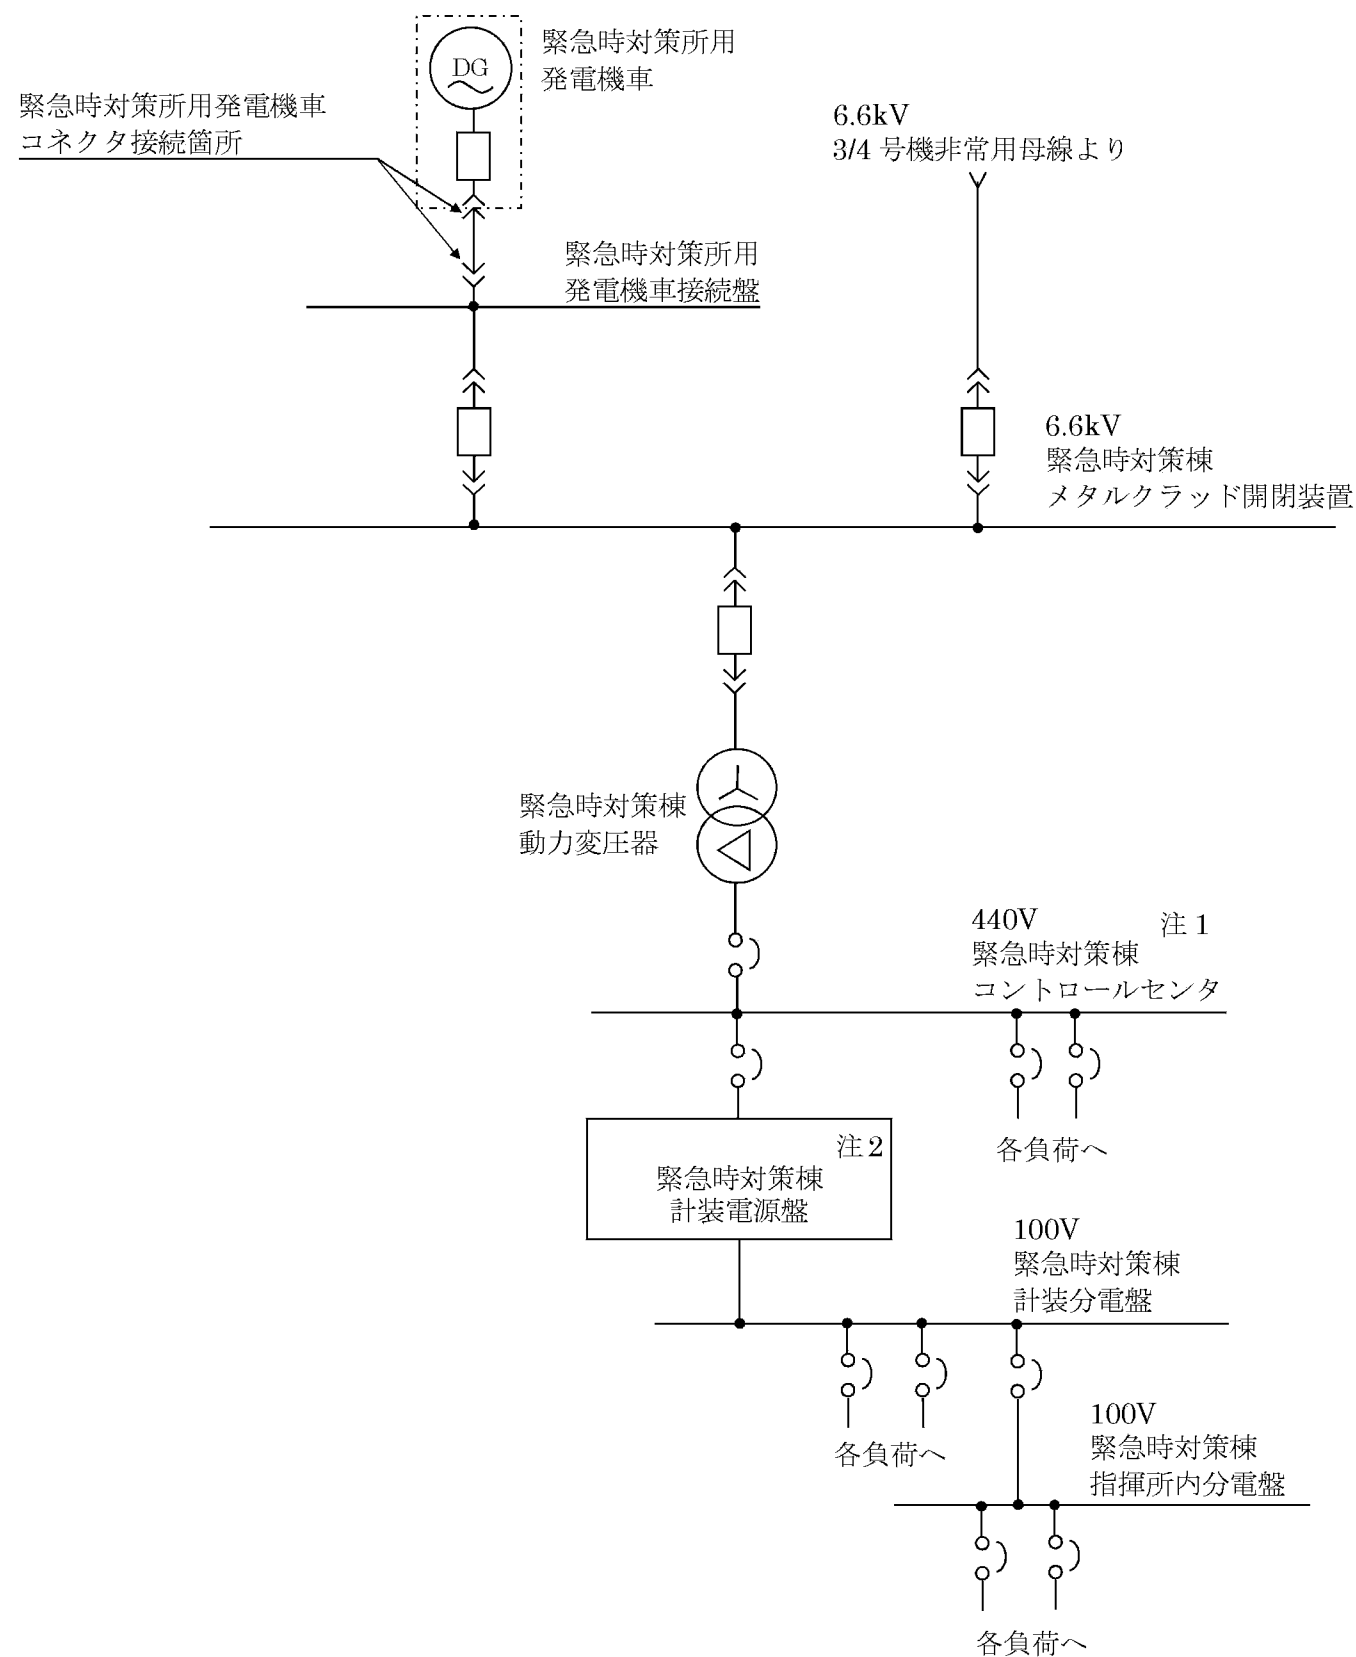 緊急時対策所用
発電機車
DG
緊急時対策所用発電機車
コネクタ接続箇所
6.6kV
3/4 号機非常用母線より
緊急時対策所用
発電機車接続盤
6.6kV
緊急時対策棟
メタルクラッド開閉装置
緊急時対策棟
動力変圧器
440V
注 1
緊急時対策棟
コントロールセンタ
各負荷へ
注 2
緊急時対策棟
計装電源盤
100V
緊急時対策棟
計装分電盤
各負荷へ
100V
緊急時対策棟
指揮所内分電盤
各負荷へ